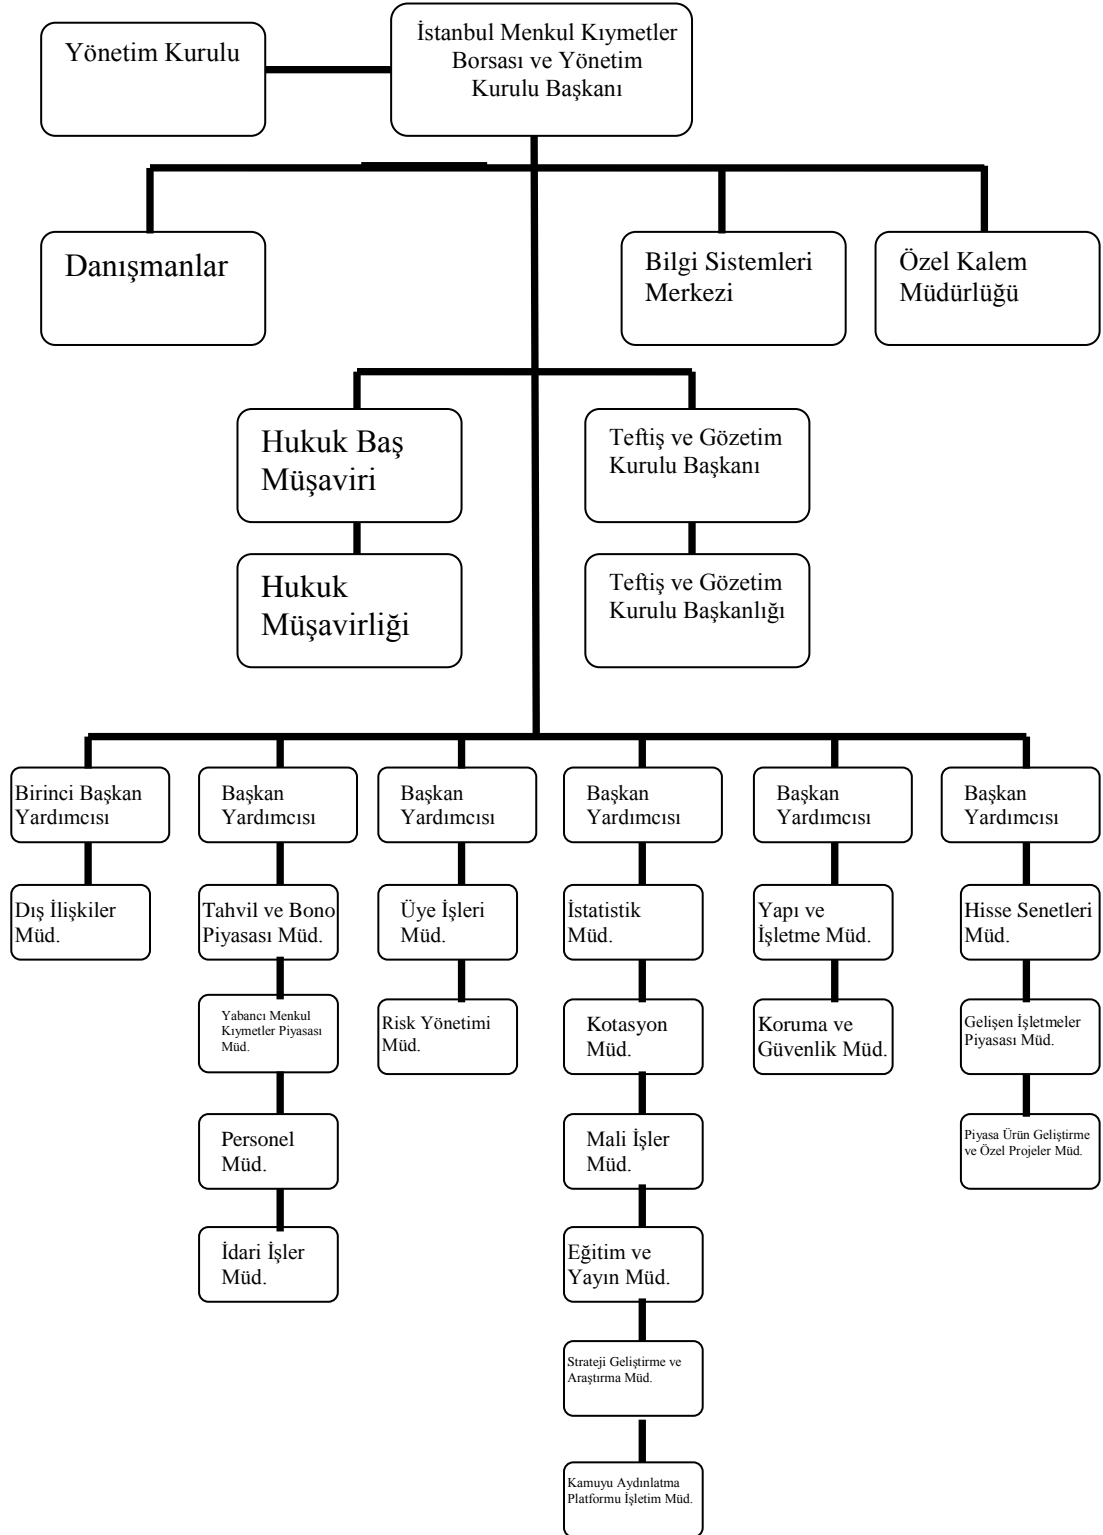 Yönetim Kurulu
İstanbul Menkul Kıymetler
Borsası ve Yönetim
Kurulu Başkanı
Danışmanlar
Bilgi Sistemleri
Merkezi
Özel Kalem
Müdürlüğü
Hukuk Baş
Müşaviri
Teftiş ve Gözetim
Kurulu Başkanı
Hukuk
Müşavirliği
Teftiş ve Gözetim
Kurulu Başkanlığı
Birinci Başkan
Yardımcısı
Başkan
Yardımcısı
Başkan
Yardımcısı
Başkan
Yardımcısı
Başkan
Yardımcısı
Başkan
Yardımcısı
Dış İlişkiler
Müd.
Tahvil ve Bono
Piyasası Müd.
Üye İşleri
Müd.
İstatistik
Müd.
Yapı ve
İşletme Müd.
Hisse Senetleri
Müd.
Yabancı Menkul
Kıymetler Piyasası
Müd.
Risk Yönetimi
Müd.
Kotasyon
Müd.
Koruma ve
Güvenlik Müd.
Gelişen İşletmeler
Piyasası Müd.
Personel
Müd.
Mali İşler
Müd.
Piyasa Ürün Geliştirme
ve Özel Projeler Müd.
İdari İşler
Müd.
Eğitim ve
Yayın Müd.
Strateji Geliştirme ve
Araştırma Müd.
Kamuyu Aydınlatma
Platformu İşletim Müd.